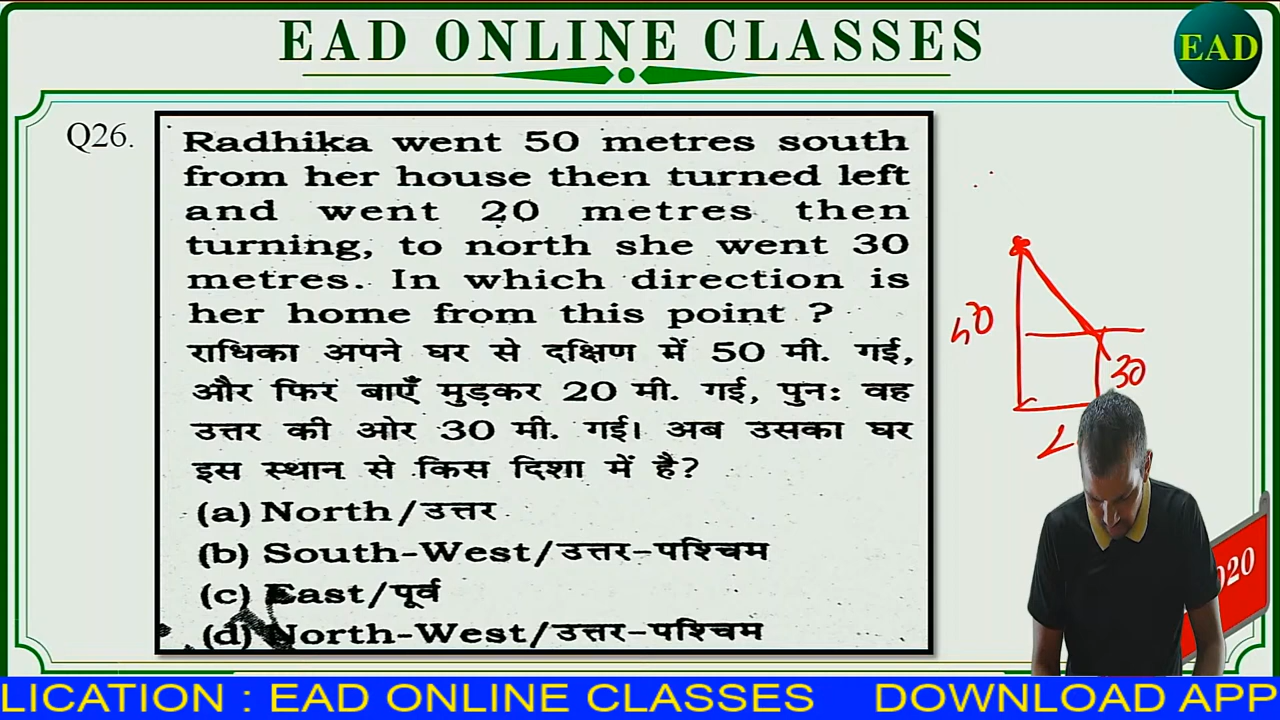 EAD ONLINE CLASSES
EAD
Q26.
Radhika went 50 metres south
from her house then turned left
and went 20 metres then
turning, to north she went 30
metres. In which direction is
her home from this point ?
राधिका अपने घर से दक्षिण में 50 मी. गई,
और फिर बाएँ मुड़कर 20 मी. गई, पुनः वह
उत्तर की ओर 30 मी. गई। अब उसका घर
इस स्थान से किस दिशा में है?
(a) North/उत्तर
(b) South-West/उत्तर-पश्चिम
(c) East/पूर्व
(d) North-West/उत्तर-पश्चिम
50
30
020
LICATION : EAD ONLINE CLASSES DOWNLOAD APP